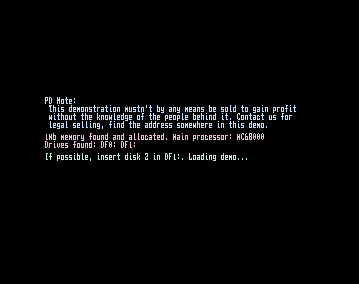 PD Note:
This demonstration mustn't by any means be sold to gain profit
without the knowledge of the people behind it. Contact us for
legal selling, find the address somewhere in this demo.
1Mb memory found and allocated. Main processor: MC68000
Drives found: DF0: DF1:
If possible, insert disk 2 in DF1:. Loading demo...